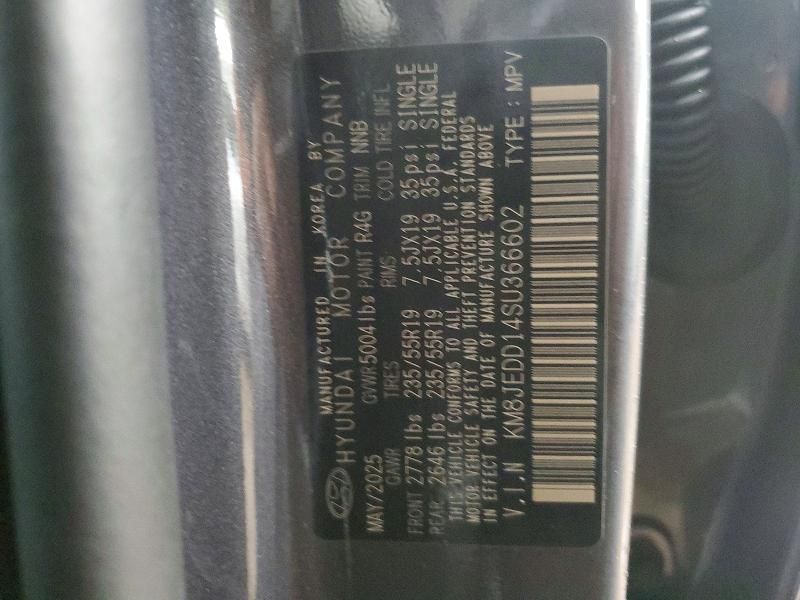 MANUFACTURED IN KOREA BY
HYUNDAI MOTOR COMPANY
MAY/2025 GVWR 5004 lbs PAINT R4G TRIM NNB
GAWR TIRES RIMS COLD TIRE INFL
FRONT 2778 lbs 235/55R19 7.5JX19 35psi SINGLE
REAR 2646 lbs 235/55R19 7.5JX19 35psi SINGLE
THIS VEHICLE CONFORMS TO ALL APPLICABLE U.S.A. FEDERAL
MOTOR VEHICLE SAFETY AND THEFT PREVENTION STANDARDS
IN EFFECT ON THE DATE OF MANUFACTURE SHOWN ABOVE
V.I.N KM8JEDD14SU366602 TYPE : MPV